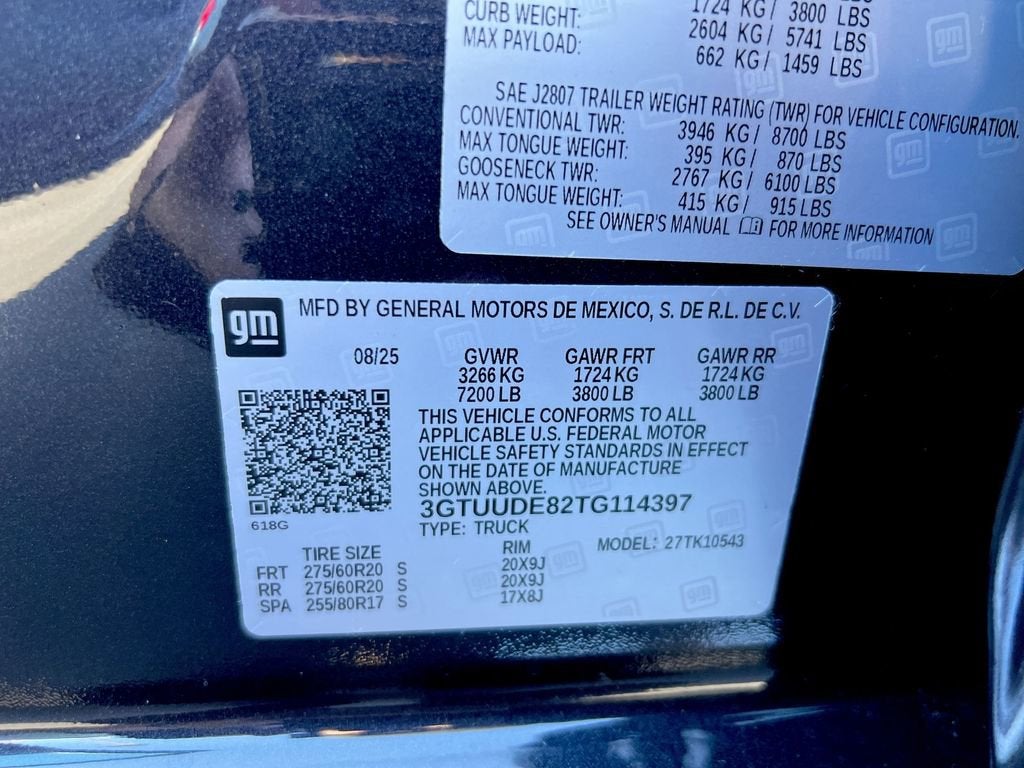 1724 KG / 3800 LBS
CURB WEIGHT: 2604 KG / 5741 LBS
MAX PAYLOAD: 662 KG / 1459 LBS
SAE J2807 TRAILER WEIGHT RATING (TWR) FOR VEHICLE CONFIGURATION.
CONVENTIONAL TWR: 3946 KG / 8700 LBS
MAX TONGUE WEIGHT: 395 KG / 870 LBS
GOOSENECK TWR: 2767 KG / 6100 LBS
MAX TONGUE WEIGHT: 415 KG / 915 LBS
SEE OWNER'S MANUAL FOR MORE INFORMATION
gm MFD BY GENERAL MOTORS DE MEXICO, S. DE R.L. DE C.V.
08/25 GVWR GAWR FRT GAWR RR
3266 KG 1724 KG 1724 KG
7200 LB 3800 LB 3800 LB
THIS VEHICLE CONFORMS TO ALL
APPLICABLE U.S. FEDERAL MOTOR
VEHICLE SAFETY STANDARDS IN EFFECT
ON THE DATE OF MANUFACTURE
SHOWN ABOVE.
3GTUUDE82TG114397
618G
TYPE: TRUCK
MODEL: 27TK10543
TIRE SIZE RIM
FRT 275/60R20 S 20X9J
RR 275/60R20 S 20X9J
SPA 255/80R17 S 17X8J